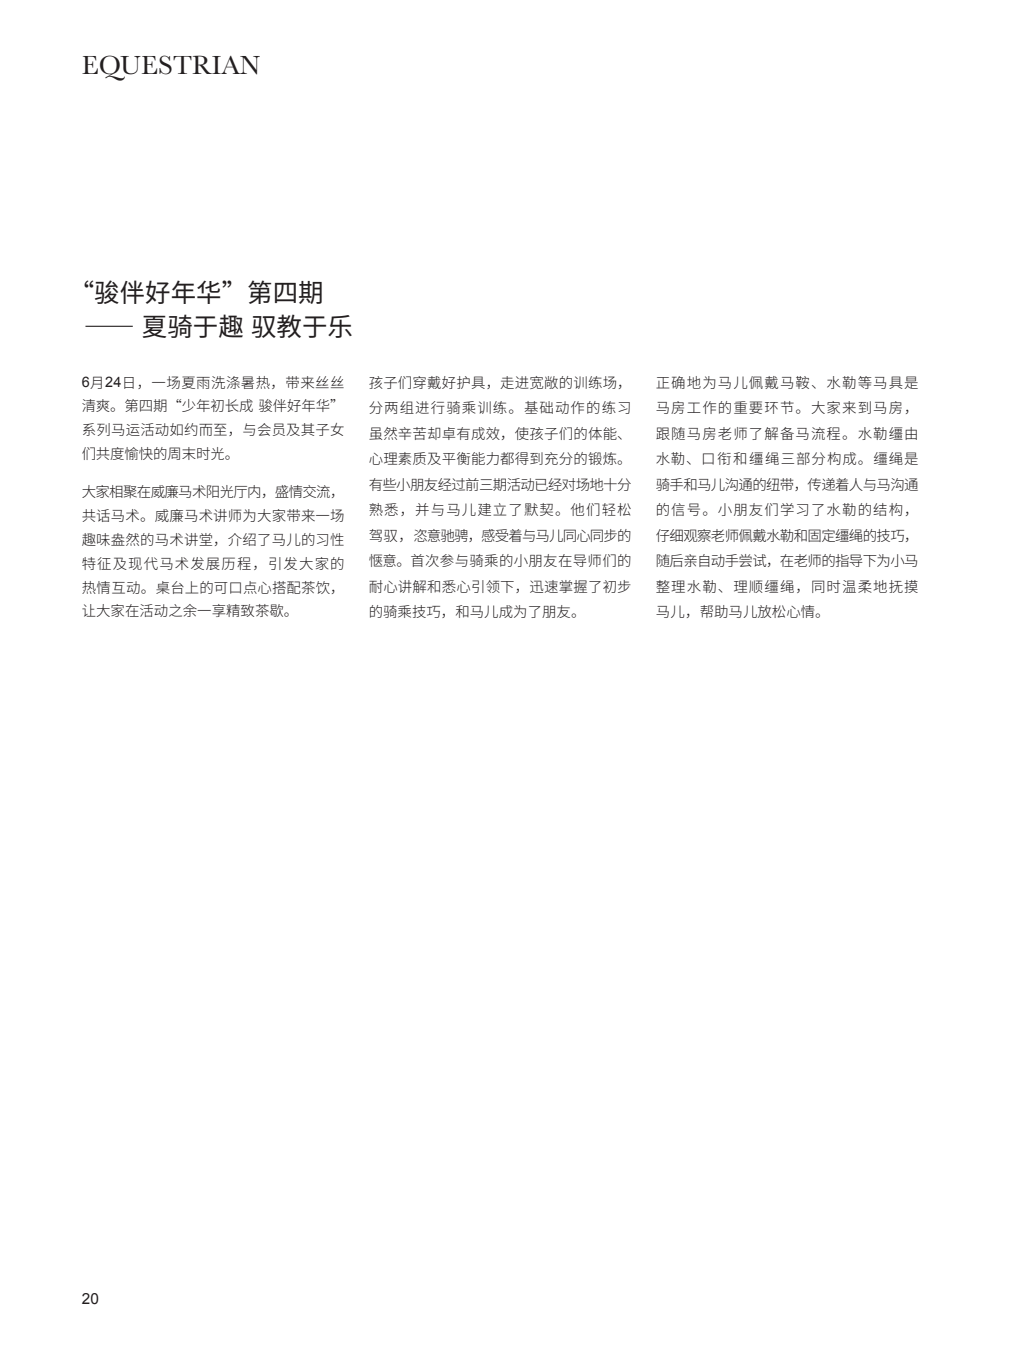 EQUESTRIAN
“骏伴好年华”第四期
—— 夏骑于趣 驭教于乐
6月24日，一场夏雨洗涤暑热，带来丝丝
清爽。第四期“少年初长成 骏伴好年华”
系列马运活动如约而至，与会员及其子女
们共度愉快的周末时光。
大家相聚在威廉马术阳光厅内，盛情交流，
共话马术。威廉马术讲师为大家带来一场
趣味盎然的马术讲堂，介绍了马儿的习性
特征及现代马术发展历程，引发大家的
热情互动。桌台上的可口点心搭配茶饮，
让大家在活动之余一享精致茶歇。
孩子们穿戴好护具，走进宽敞的训练场，
分两组进行骑乘训练。基础动作的练习
虽然辛苦却卓有成效，使孩子们的体能、
心理素质及平衡能力都得到充分的锻炼。
有些小朋友经过前三期活动已经对场地十分
熟悉，并与马儿建立了默契。他们轻松
驾驭，恣意驰骋，感受着与马儿同心同步的
惬意。首次参与骑乘的小朋友在导师们的
耐心讲解和悉心引领下，迅速掌握了初步
的骑乘技巧，和马儿成为了朋友。
正确地为马儿佩戴马鞍、水勒等马具是
马房工作的重要环节。大家来到马房，
跟随马房老师了解备马流程。水勒缰由
水勒、口衔和缰绳三部分构成。缰绳是
骑手和马儿沟通的纽带，传递着人与马沟通
的信号。小朋友们学习了水勒的结构，
仔细观察老师佩戴水勒和固定缰绳的技巧，
随后亲自动手尝试，在老师的指导下为小马
整理水勒、理顺缰绳，同时温柔地抚摸
马儿，帮助马儿放松心情。
20